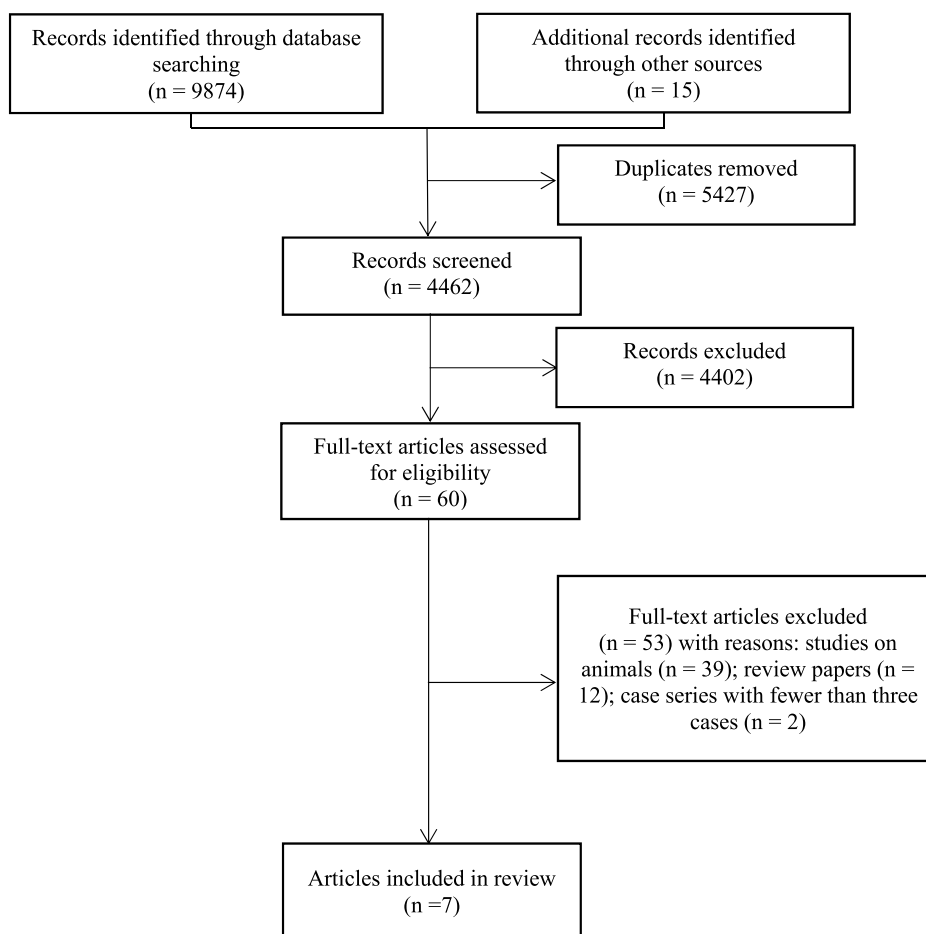 Records identified through database
searching
(n = 9874)
Additional records identified
through other sources
(n = 15)
Duplicates removed
(n = 5427)
Records screened
(n = 4462)
Records excluded
(n = 4402)
Full-text articles assessed
for eligibility
(n = 60)
Full-text articles excluded
(n = 53) with reasons: studies on
animals (n = 39); review papers (n =
12); case series with fewer than three
cases (n = 2)
Articles included in review
(n =7)